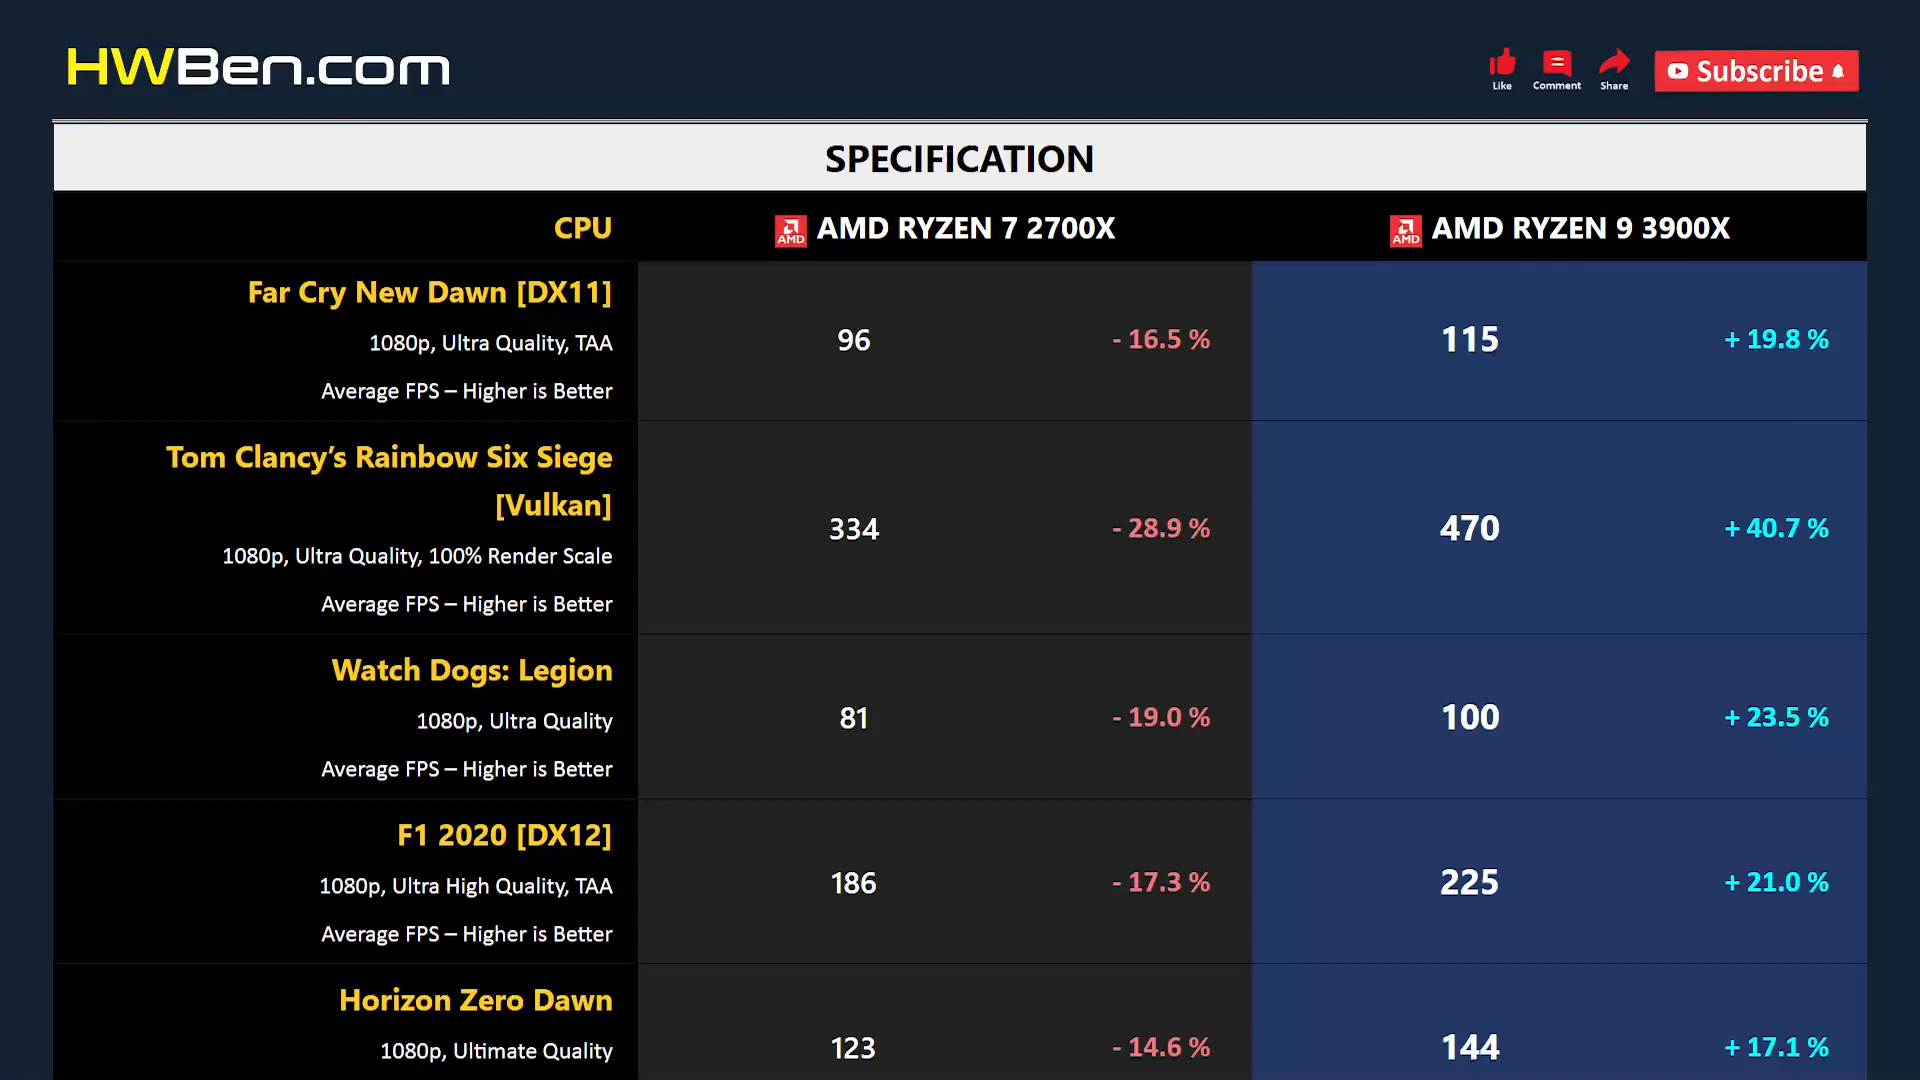 HWBen.com
Like
Comment
Share
Subscribe
SPECIFICATION
CPU
AMD
AMD RYZEN 7 2700X
AMD
AMD RYZEN 9 3900X
Far Cry New Dawn [DX11]
1080p, Ultra Quality, TAA
Average FPS – Higher is Better
96
- 16.5 %
115
+ 19.8 %
Tom Clancy’s Rainbow Six Siege
[Vulkan]
1080p, Ultra Quality, 100% Render Scale
Average FPS – Higher is Better
334
- 28.9 %
470
+ 40.7 %
Watch Dogs: Legion
1080p, Ultra Quality
Average FPS – Higher is Better
81
- 19.0 %
100
+ 23.5 %
F1 2020 [DX12]
1080p, Ultra High Quality, TAA
Average FPS – Higher is Better
186
- 17.3 %
225
+ 21.0 %
Horizon Zero Dawn
1080p, Ultimate Quality
123
- 14.6 %
144
+ 17.1 %